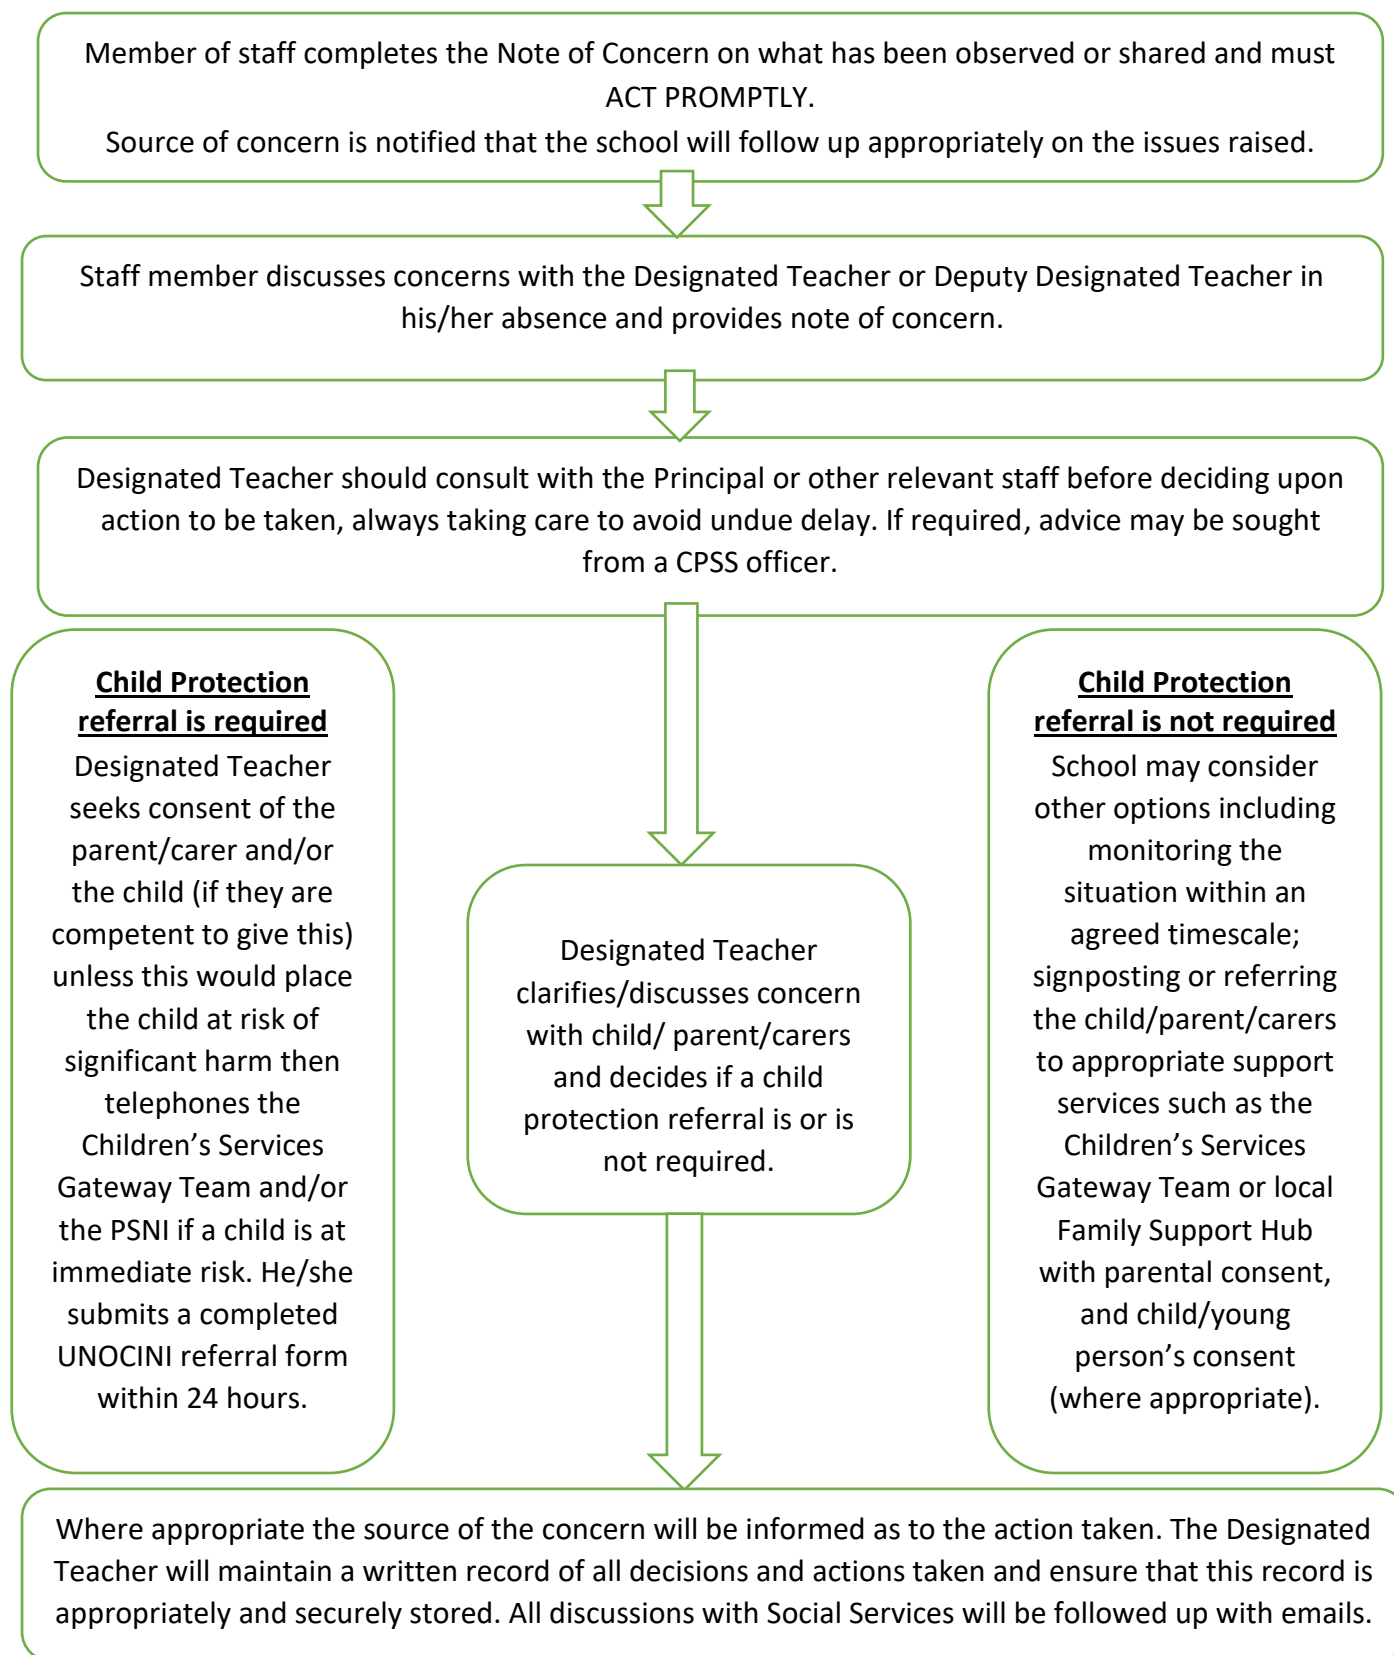 Member of staff completes the Note of Concern on what has been observed or shared and must
ACT PROMPTLY.
Source of concern is notified that the school will follow up appropriately on the issues raised.
Staff member discusses concerns with the Designated Teacher or Deputy Designated Teacher in
his/her absence and provides note of concern.
Designated Teacher should consult with the Principal or other relevant staff before deciding upon
action to be taken, always taking care to avoid undue delay. If required, advice may be sought
from a CPSS officer.
Child Protection
referral is required
Designated Teacher
seeks consent of the
parent/carer and/or
the child (if they are
competent to give this)
unless this would place
the child at risk of
significant harm then
telephones the
Children’s Services
Gateway Team and/or
the PSNI if a child is at
immediate risk. He/she
submits a completed
UNOCINI referral form
within 24 hours.
Designated Teacher
clarifies/discusses concern
with child/ parent/carers
and decides if a child
protection referral is or is
not required.
Child Protection
referral is not required
School may consider
other options including
monitoring the
situation within an
agreed timescale;
signposting or referring
the child/parent/carers
to appropriate support
services such as the
Children’s Services
Gateway Team or local
Family Support Hub
with parental consent,
and child/young
person’s consent
(where appropriate).
Where appropriate the source of the concern will be informed as to the action taken. The Designated
Teacher will maintain a written record of all decisions and actions taken and ensure that this record is
appropriately and securely stored. All discussions with Social Services will be followed up with emails.